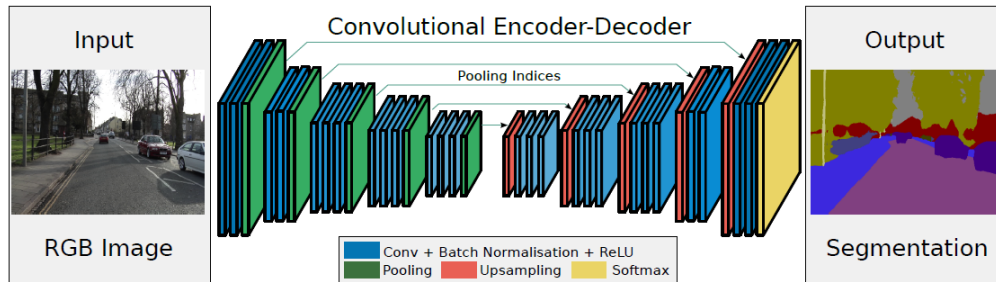 Input
RGB Image
Convolutional Encoder-Decoder
Pooling Indices
Conv + Batch Normalisation + ReLU
Pooling Upsampling Softmax
Output
Segmentation